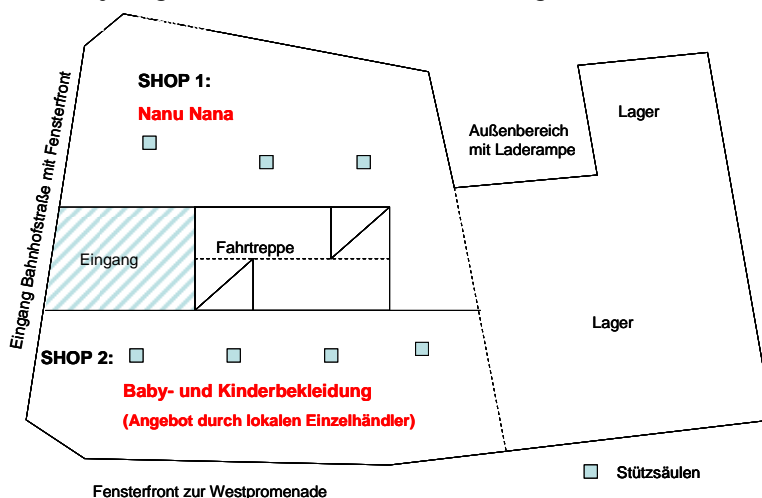 SHOP 1:
Nanu Nana
Lager
Außenbereich
mit Laderampe
Eingang Bahnhofstraße mit Fensterfront
Eingang
Fahrtreppe
Lager
SHOP 2:
Baby- und Kinderbekleidung
(Angebot durch lokalen Einzelhändler)
Stützsäulen
Fensterfront zur Westpromenade